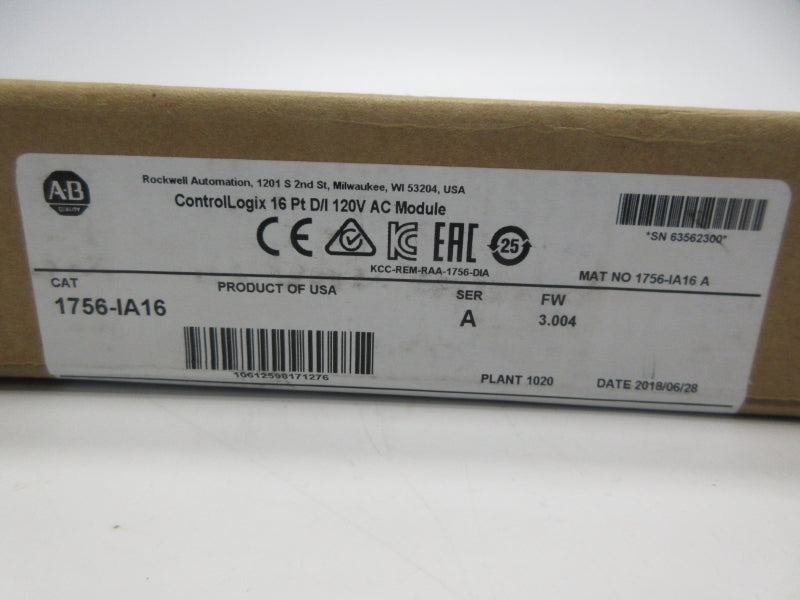 A·B
QUALITY
Rockwell Automation, 1201 S 2nd St, Milwaukee, WI 53204, USA
ControlLogix 16 Pt D/I 120V AC Module
CE KC EAC 25
KCC-REM-RAA-1756-DIA
*SN 63562300*
MAT NO 1756-IA16 A
CAT
1756-IA16
PRODUCT OF USA
10612598171276
SER
A
FW
3.004
PLANT 1020
DATE 2018/06/28